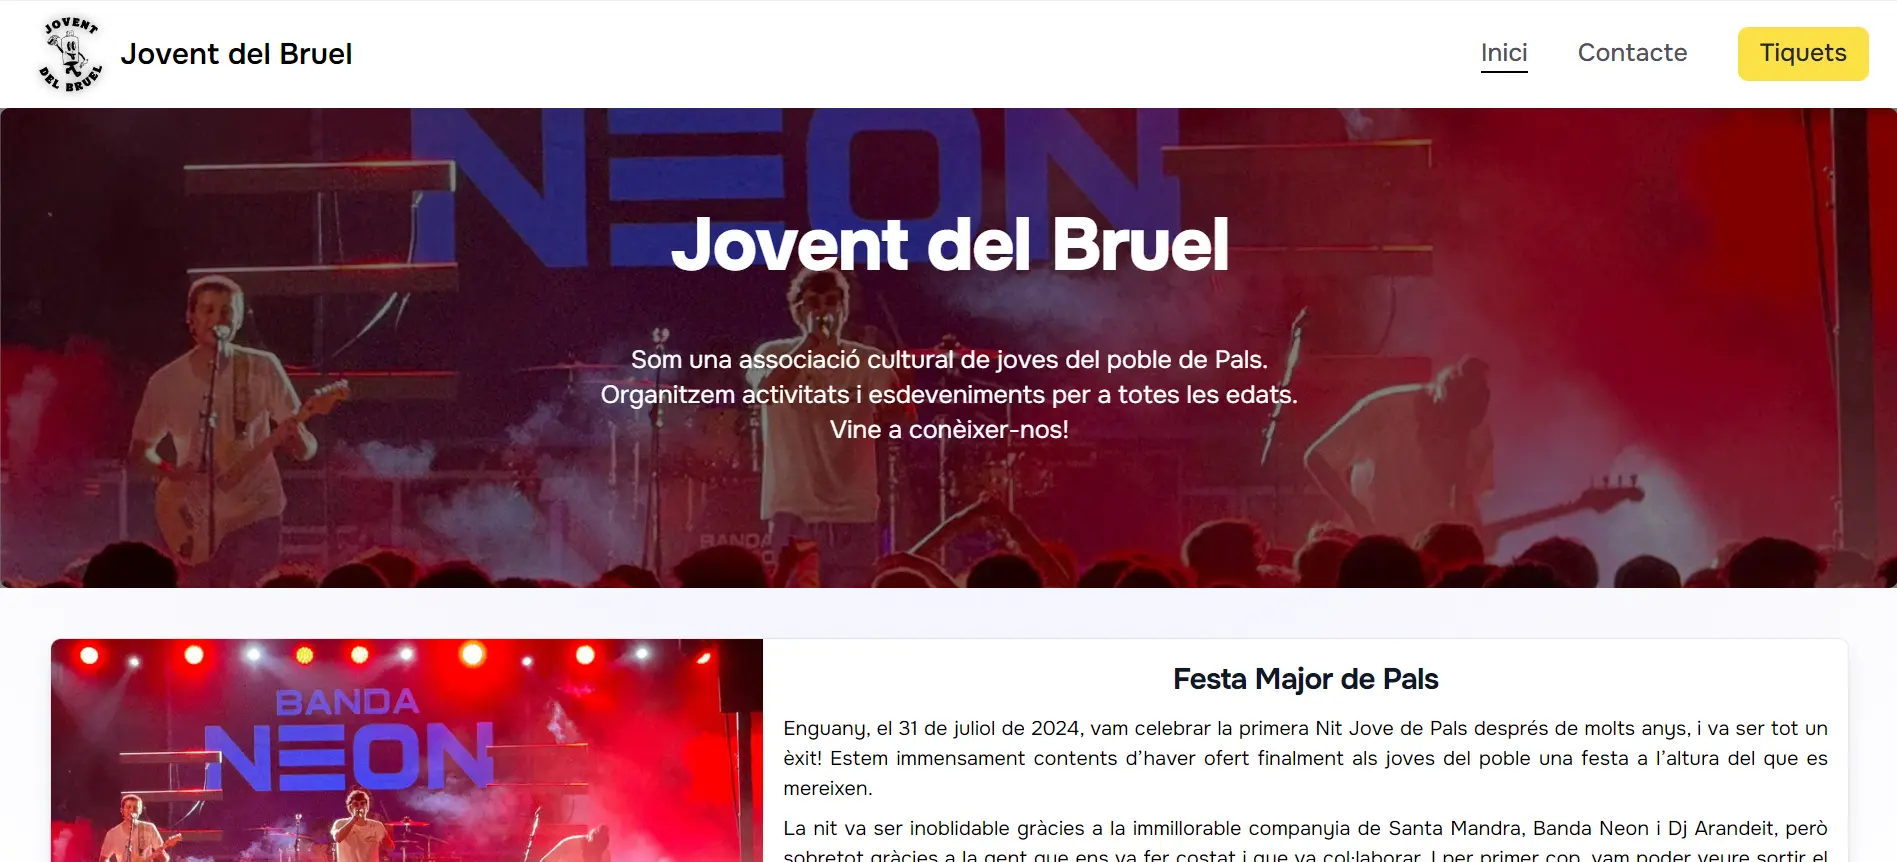 JOVENT
DEL BRUEL
Jovent del Bruel
Inici
Contacte
Tiquets
NEON
Jovent del Bruel
Som una associació cultural de joves del poble de Pals.
Organitzem activitats i esdeveniments per a totes les edats.
Vine a conèixer-nos!
BANDA
BANDA
NEON
Festa Major de Pals
Enguany, el 31 de juliol de 2024, vam celebrar la primera Nit Jove de Pals després de molts anys, i va ser tot un
èxit! Estem immensament contents d’haver ofert finalment als joves del poble una festa a l’altura del que es
mereixen.
La nit va ser inoblidable gràcies a la immillorable companyia de Santa Mandra, Banda Neon i Dj Arandeit, però
sobretot gràcies a la gent que ens va fer costat i que va col·laborar. I per primer cop, vam poder veure sortir el